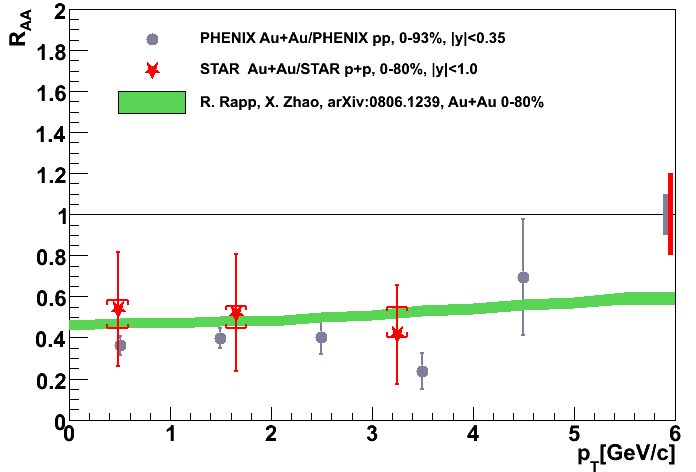 R_AA
2
1.8
1.6
1.4
1.2
1
0.8
0.6
0.4
0.2
0
PHENIX Au+Au/PHENIX pp, 0-93%, |y|<0.35
STAR Au+Au/STAR p+p, 0-80%, |y|<1.0
R. Rapp, X. Zhao, arXiv:0806.1239, Au+Au 0-80%
0 1 2 3 4 5 6
p_T[GeV/c]